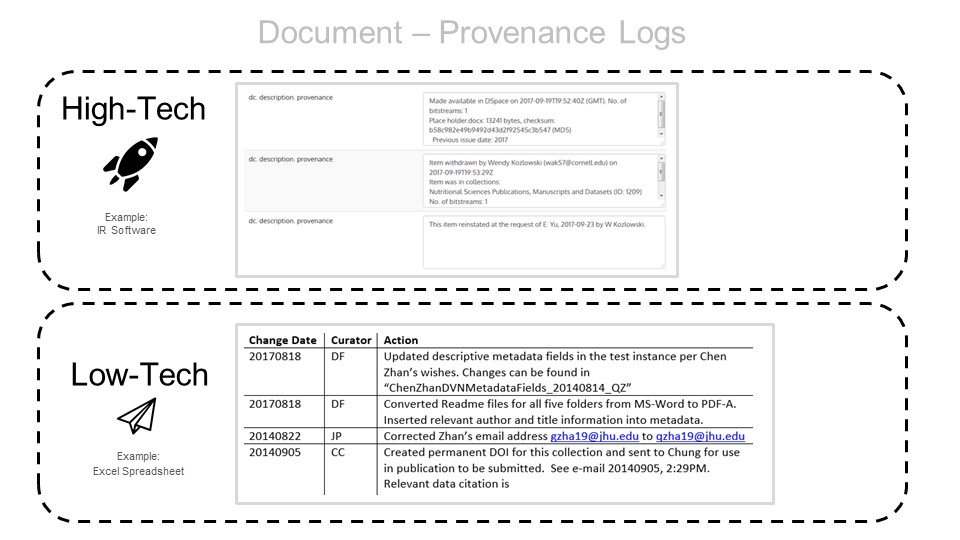 Document – Provenance Logs
High-Tech
Example:
IR Software
dc. description. provenance
Made available in DSpace on 2017-09-19T19:52:40Z (GMT). No. of
bitstreams: 1
Place holder.docx: 13241 bytes, checksum:
b58c982e49b9492d43d2f92545c3b547 (MD5)
Previous issue date: 2017
dc. description. provenance
Item withdrawn by Wendy Kozlowski (wak57@cornell.edu) on
2017-09-19T19:53:29Z
Item was in collections:
Nutritional Sciences Publications, Manuscripts and Datasets (ID: 1209)
No. of bitstreams: 1
dc. description. provenance
This item reinstated at the request of E. Yu, 2017-09-23 by W Kozlowski.
Low-Tech
Example:
Excel Spreadsheet
Change Date Curator Action
20170818 DF Updated descriptive metadata fields in the test instance per Chen
Zhan’s wishes. Changes can be found in
“ChenZhanDVNMetadataFields_20140814_QZ”
20170818 DF Converted Readme files for all five folders from MS-Word to PDF-A.
Inserted relevant author and title information into metadata.
20140822 JP Corrected Zhan’s email address gzha19@jhu.edu to qzha19@jhu.edu
20140905 CC Created permanent DOI for this collection and sent to Chung for use
in publication to be submitted. See e-mail 20140905, 2:29PM.
Relevant data citation is